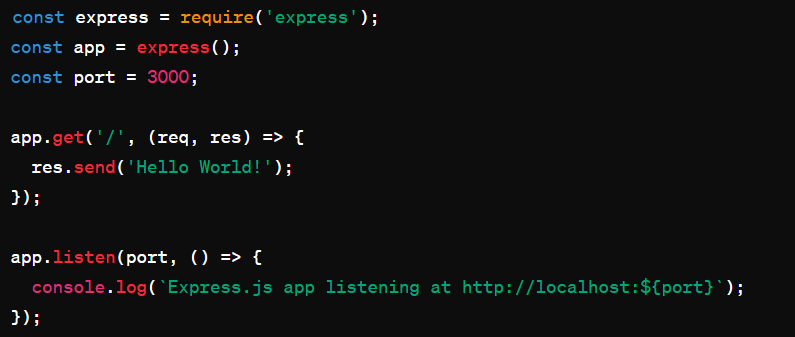 const express = require('express');
const app = express();
const port = 3000;

app.get('/', (req, res) => {
  res.send('Hello World!');
});

app.listen(port, () => {
  console.log(`Express.js app listening at http://localhost:${port}`);
});